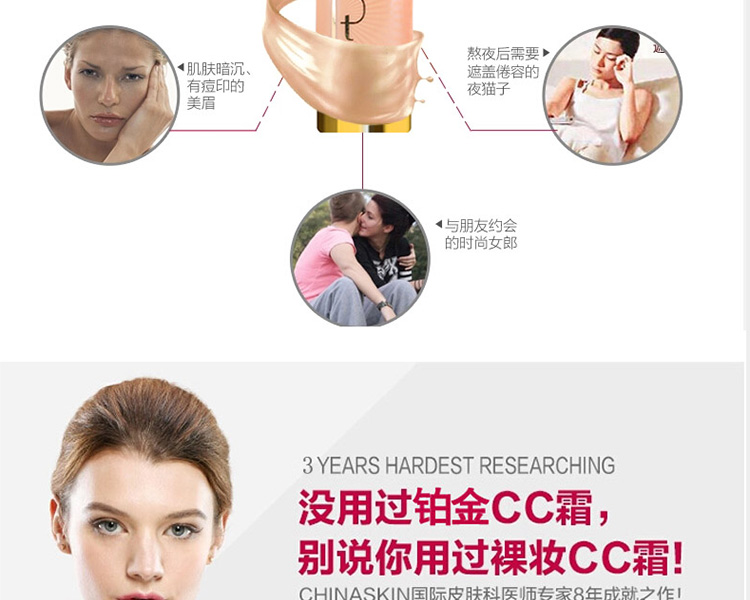 肌肤暗沉、
有痘印的
美眉
熬夜后需要
遮盖倦容的
夜猫子
与朋友约会
的时尚女郎
3 YEARS HARDEST RESEARCHING
没用过铂金CC霜，
别说你用过裸妆CC霜!
CHINASKIN国际皮肤科医师专家8年成就之作!